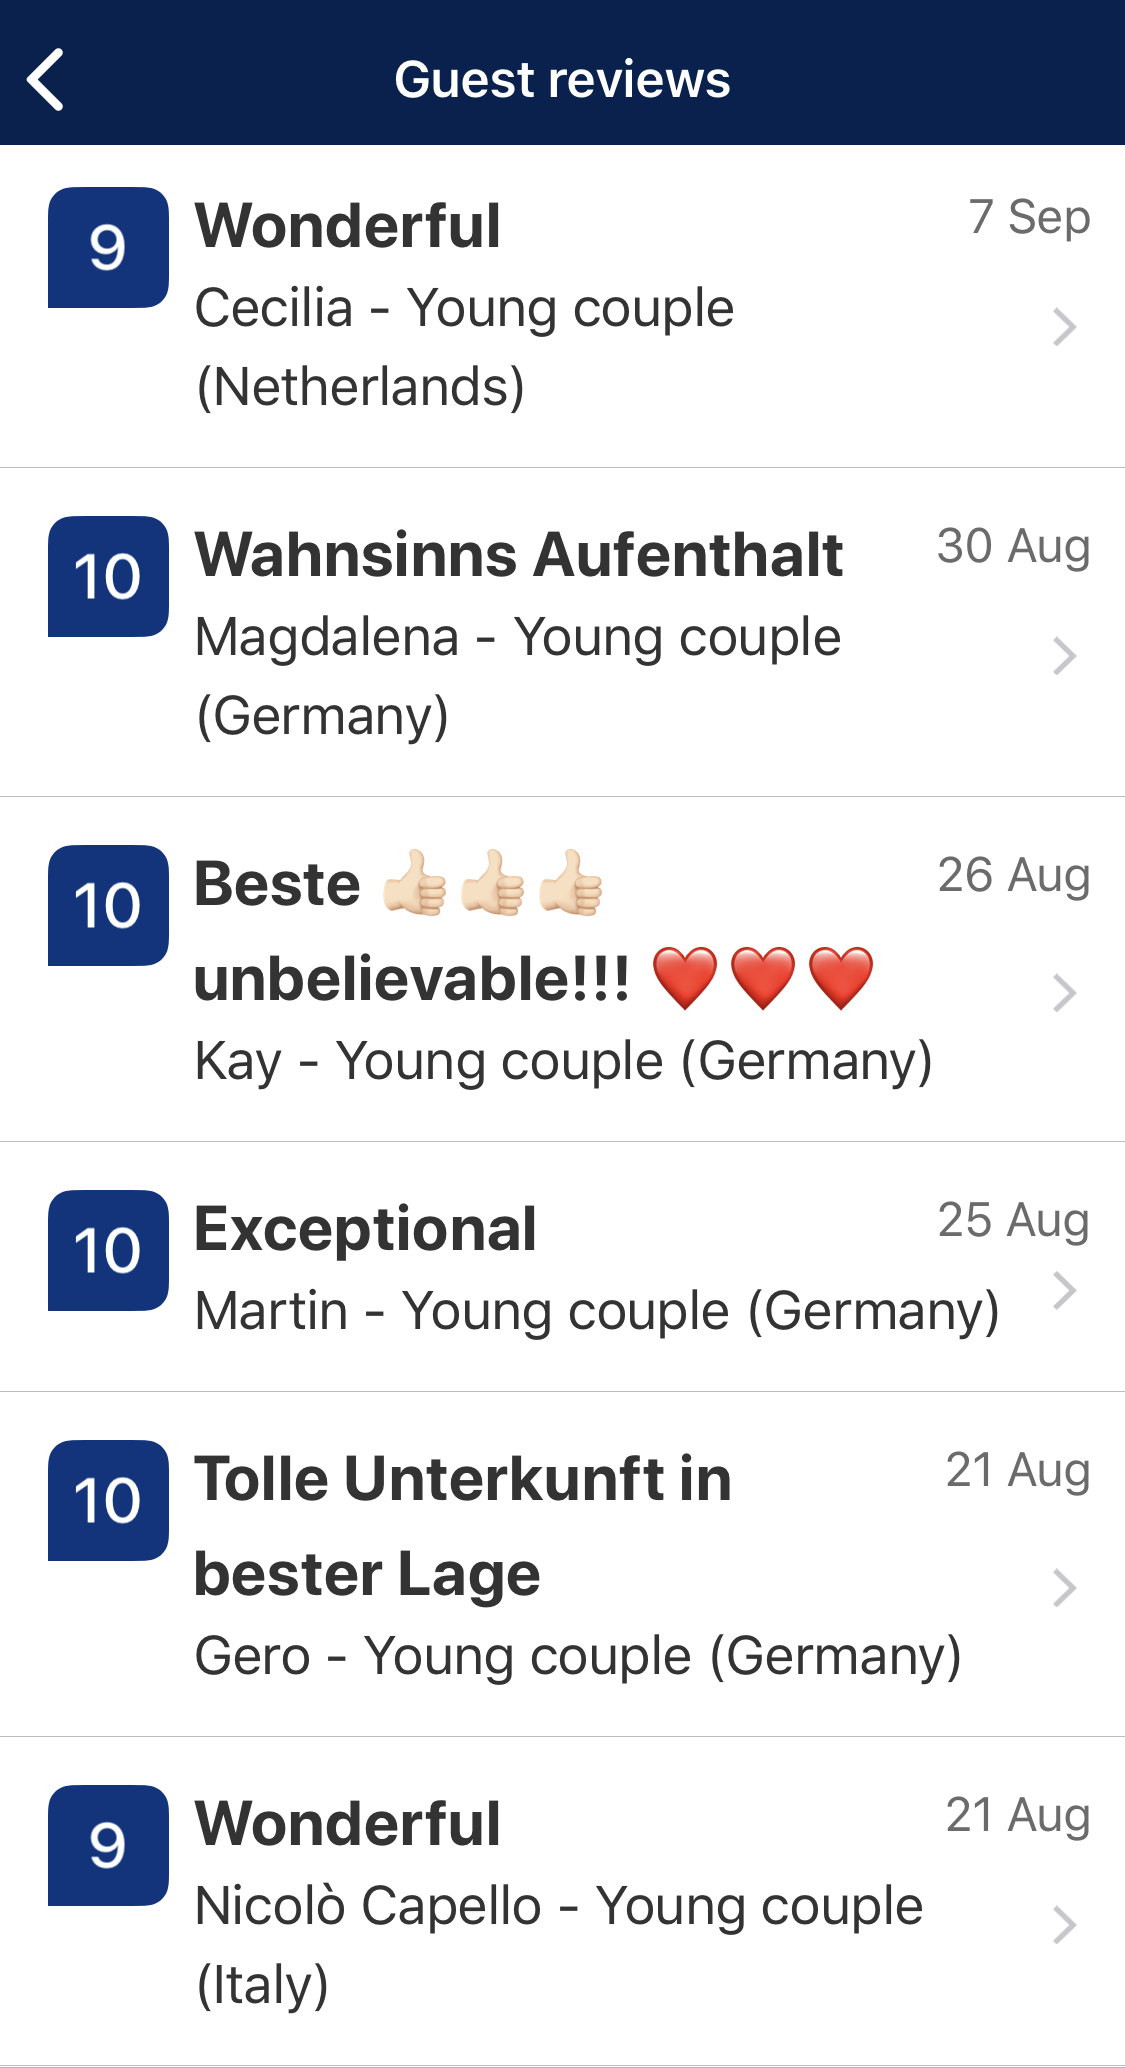 Guest reviews
9
Wonderful
7 Sep
Cecilia - Young couple
(Netherlands)
10
Wahnsinns Aufenthalt
30 Aug
Magdalena - Young couple
(Germany)
10
Beste 👍🏻👍🏻👍🏻
26 Aug
unbelievable!!! ❤️❤️❤️
Kay - Young couple (Germany)
10
Exceptional
25 Aug
Martin - Young couple (Germany)
10
Tolle Unterkunft in
21 Aug
bester Lage
Gero - Young couple (Germany)
9
Wonderful
21 Aug
Nicolò Capello - Young couple
(Italy)